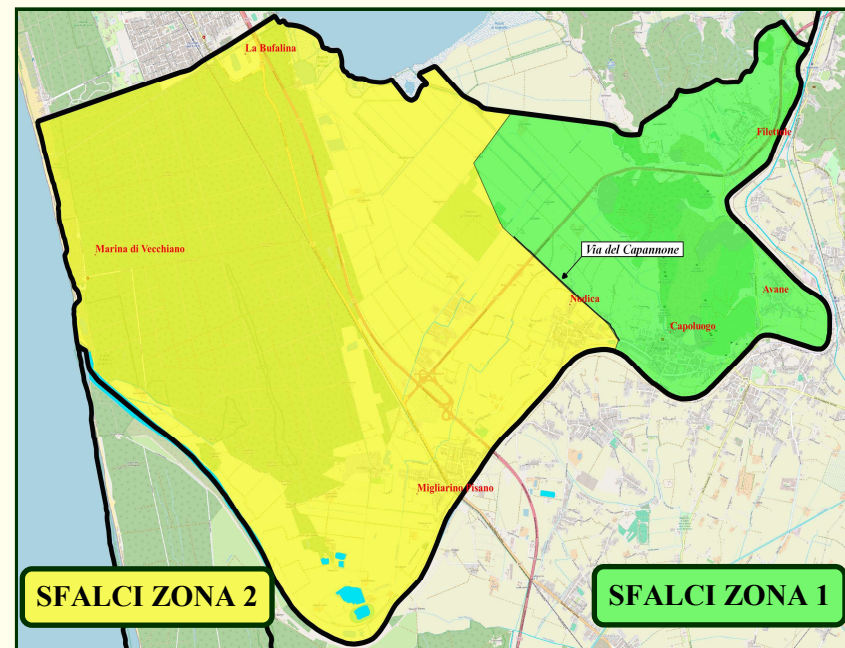 La Bufalina
Filettole
Marina di Vecchiano
Via del Capannone
Nodica
Avane
Capoluogo
Migliarino Pisano
SFALCI ZONA 2
SFALCI ZONA 1